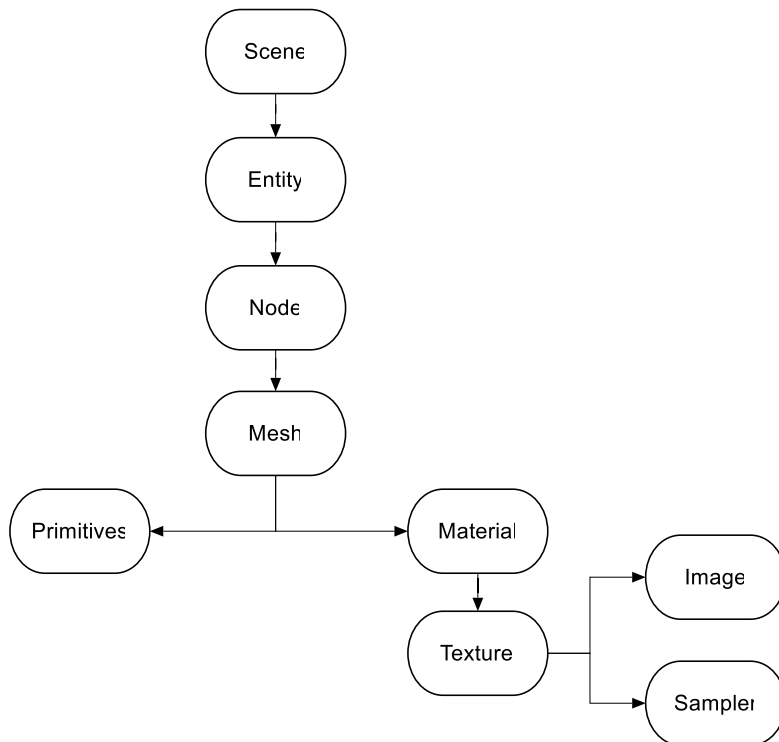 Scene
Entity
Node
Mesh
Primitives
Material
Texture
Image
Sampler